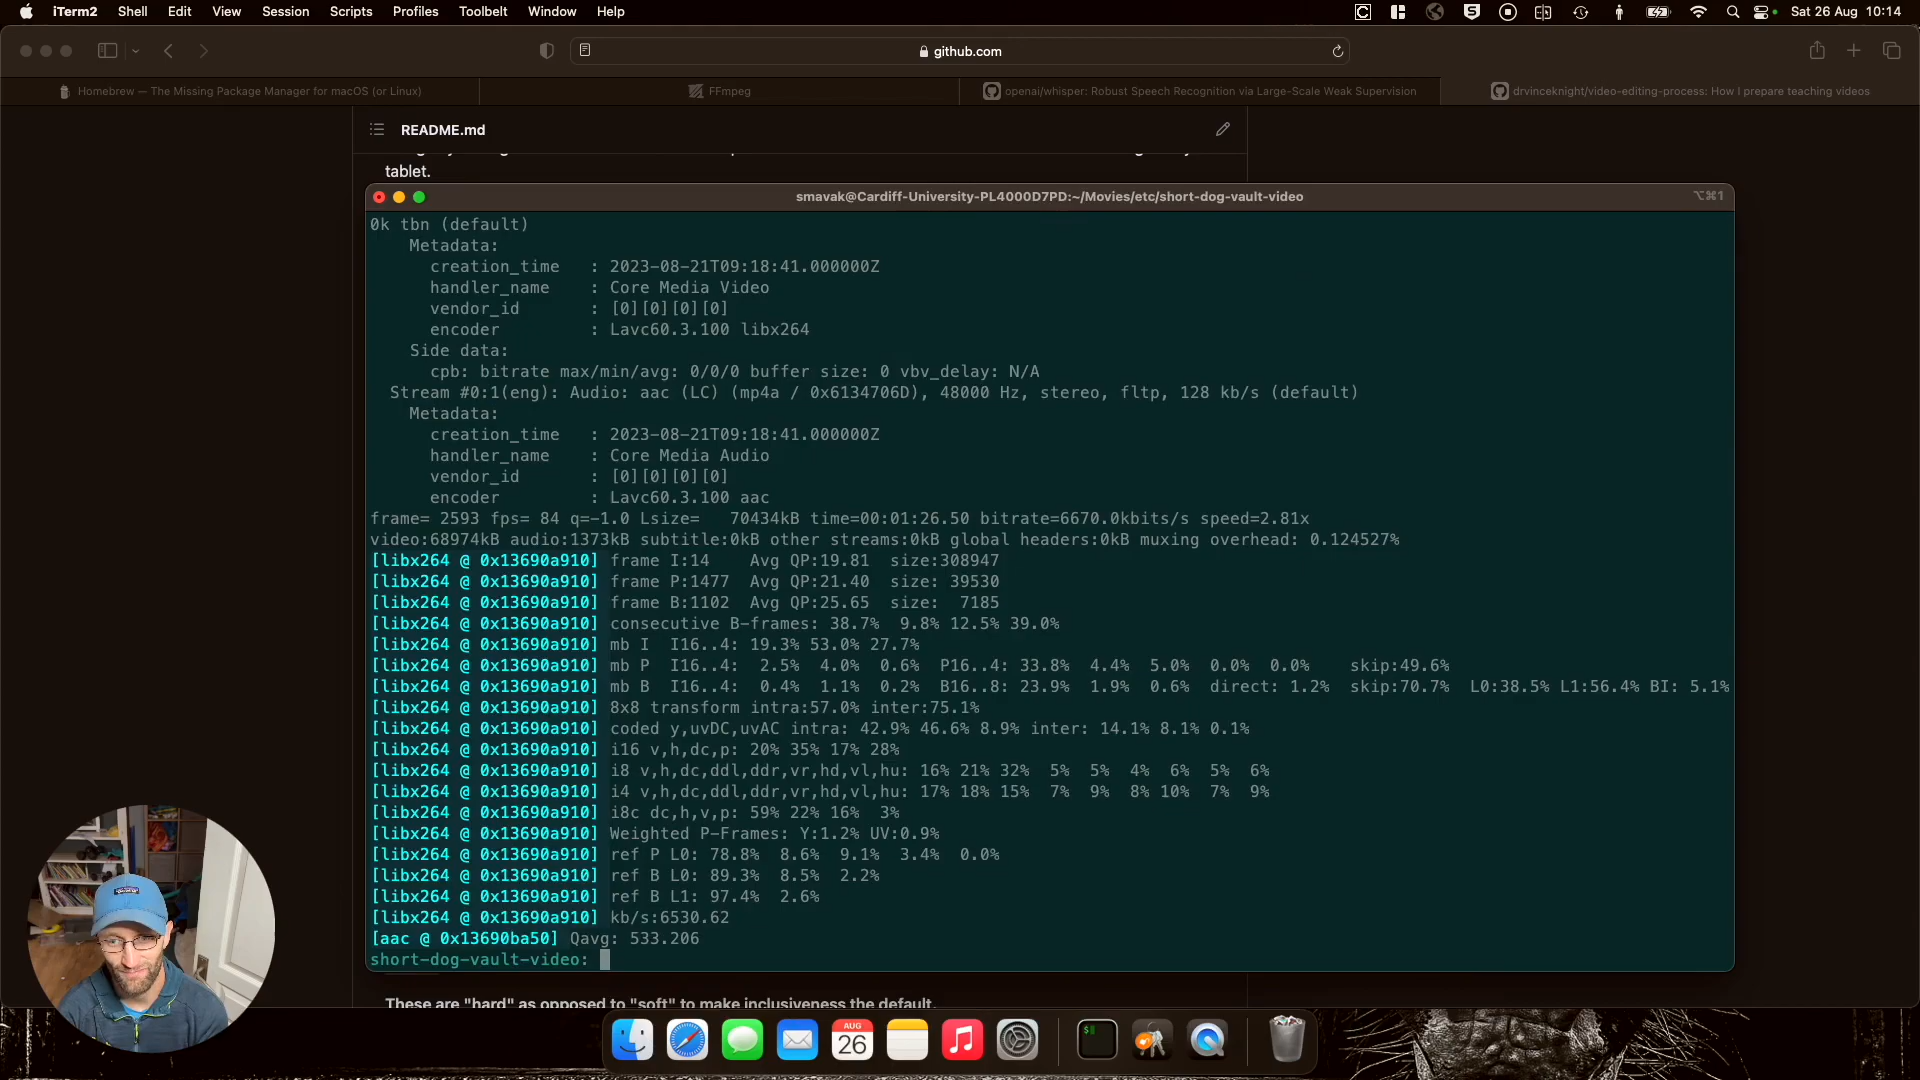 iTerm2 Shell Edit View Session Scripts Profiles Toolbelt Window Help Sat 26 Aug 10:14
github.com
Homebrew — The Missing Package Manager for macOS (or Linux) FFmpeg openai/whisper: Robust Speech Recognition via Large-Scale Weak Supervision drvinceknight/video-editing-process: How I prepare teaching videos
README.md
tablet.
smavak@Cardiff-University-PL4000D7PD:~/Movies/etc/short-dog-vault-video ⌥⌘1
0k tbn (default)
Metadata:
creation_time : 2023-08-21T09:18:41.000000Z
handler_name : Core Media Video
vendor_id : [0][0][0][0]
encoder : Lavc60.3.100 libx264
Side data:
cpb: bitrate max/min/avg: 0/0/0 buffer size: 0 vbv_delay: N/A
Stream #0:1(eng): Audio: aac (LC) (mp4a / 0x6134706D), 48000 Hz, stereo, fltp, 128 kb/s (default)
Metadata:
creation_time : 2023-08-21T09:18:41.000000Z
handler_name : Core Media Audio
vendor_id : [0][0][0][0]
encoder : Lavc60.3.100 aac
frame= 2593 fps= 84 q=-1.0 Lsize= 70434kB time=00:01:26.50 bitrate=6670.0kbits/s speed=2.81x
video:68974kB audio:1373kB subtitle:0kB other streams:0kB global headers:0kB muxing overhead: 0.124527%
[libx264 @ 0x13690a910] frame I:14 Avg QP:19.81 size:308947
[libx264 @ 0x13690a910] frame P:1477 Avg QP:21.40 size: 39530
[libx264 @ 0x13690a910] frame B:1102 Avg QP:25.65 size: 7185
[libx264 @ 0x13690a910] consecutive B-frames: 38.7% 9.8% 12.5% 39.0%
[libx264 @ 0x13690a910] mb I I16..4: 19.3% 53.0% 27.7%
[libx264 @ 0x13690a910] mb P I16..4: 2.5% 4.0% 0.6% P16..4: 33.8% 4.4% 5.0% 0.0% 0.0% skip:49.6%
[libx264 @ 0x13690a910] mb B I16..4: 0.4% 1.1% 0.2% B16..8: 23.9% 1.9% 0.6% direct: 1.2% skip:70.7% L0:38.5% L1:56.4% BI: 5.1%
[libx264 @ 0x13690a910] 8x8 transform intra:57.0% inter:75.1%
[libx264 @ 0x13690a910] coded y,uvDC,uvAC intra: 42.9% 46.6% 8.9% inter: 14.1% 8.1% 0.1%
[libx264 @ 0x13690a910] i16 v,h,dc,p: 20% 35% 17% 28%
[libx264 @ 0x13690a910] i8 v,h,dc,ddl,ddr,vr,hd,vl,hu: 16% 21% 32% 5% 5% 4% 6% 5% 6%
[libx264 @ 0x13690a910] i4 v,h,dc,ddl,ddr,vr,hd,vl,hu: 17% 18% 15% 7% 9% 8% 10% 7% 9%
[libx264 @ 0x13690a910] i8c dc,h,v,p: 59% 22% 16% 3%
[libx264 @ 0x13690a910] Weighted P-Frames: Y:1.2% UV:0.9%
[libx264 @ 0x13690a910] ref P L0: 78.8% 8.6% 9.1% 3.4% 0.0%
[libx264 @ 0x13690a910] ref B L0: 89.3% 8.5% 2.2%
[libx264 @ 0x13690a910] ref B L1: 97.4% 2.6%
[libx264 @ 0x13690a910] kb/s:6530.62
[aac @ 0x13690ba50] Qavg: 533.206
short-dog-vault-video:
These are "hard" as opposed to "soft" to make inclusiveness the default.
AUG
26